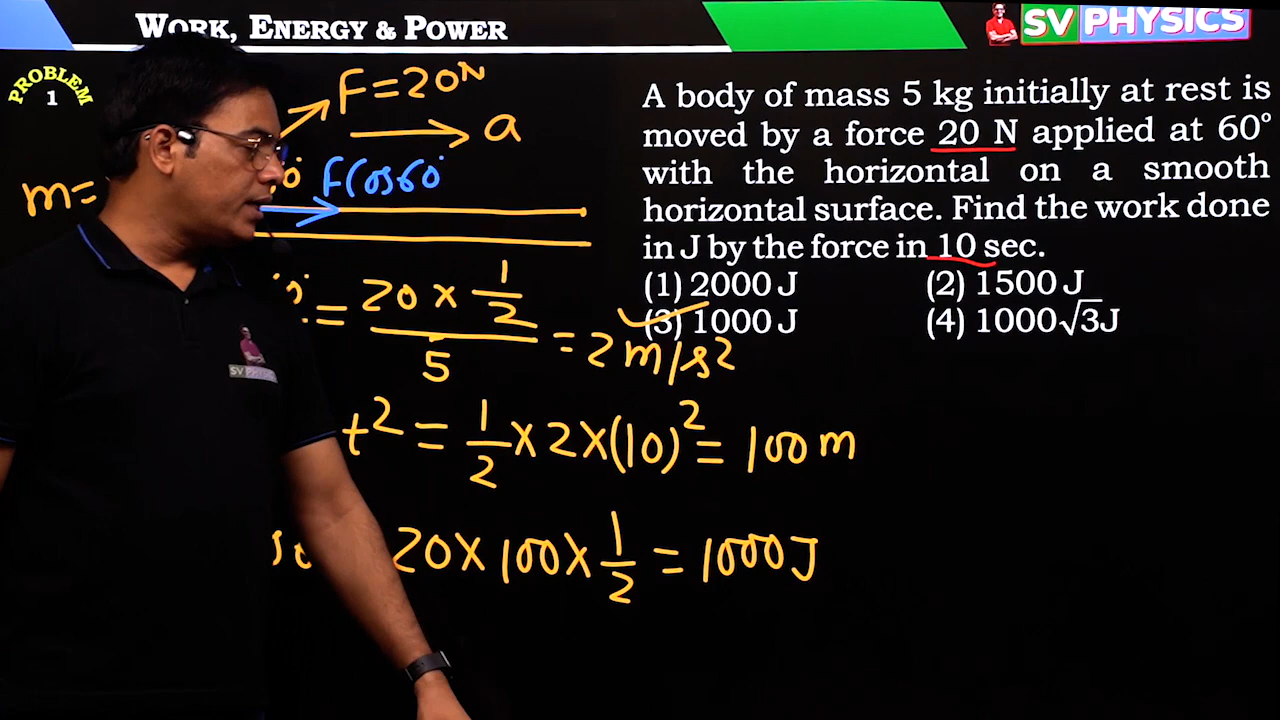 WORK, ENERGY & POWER
SV PHYSICS
PROBLEM
1
A body of mass 5 kg initially at rest is
moved by a force 20 N applied at 60°
with the horizontal on a smooth
horizontal surface. Find the work done
in J by the force in 10 sec.
(1) 2000 J (2) 1500 J
(3) 1000 J (4) 1000√3 J
F = 20N
a
m =
F Cos60°
= 20 × 1/2 / 5 = 2 m/s2
t2 = 1/2 × 2 × (10)2 = 100 m
20 × 100 × 1/2 = 1000 J
SV PHYSICS